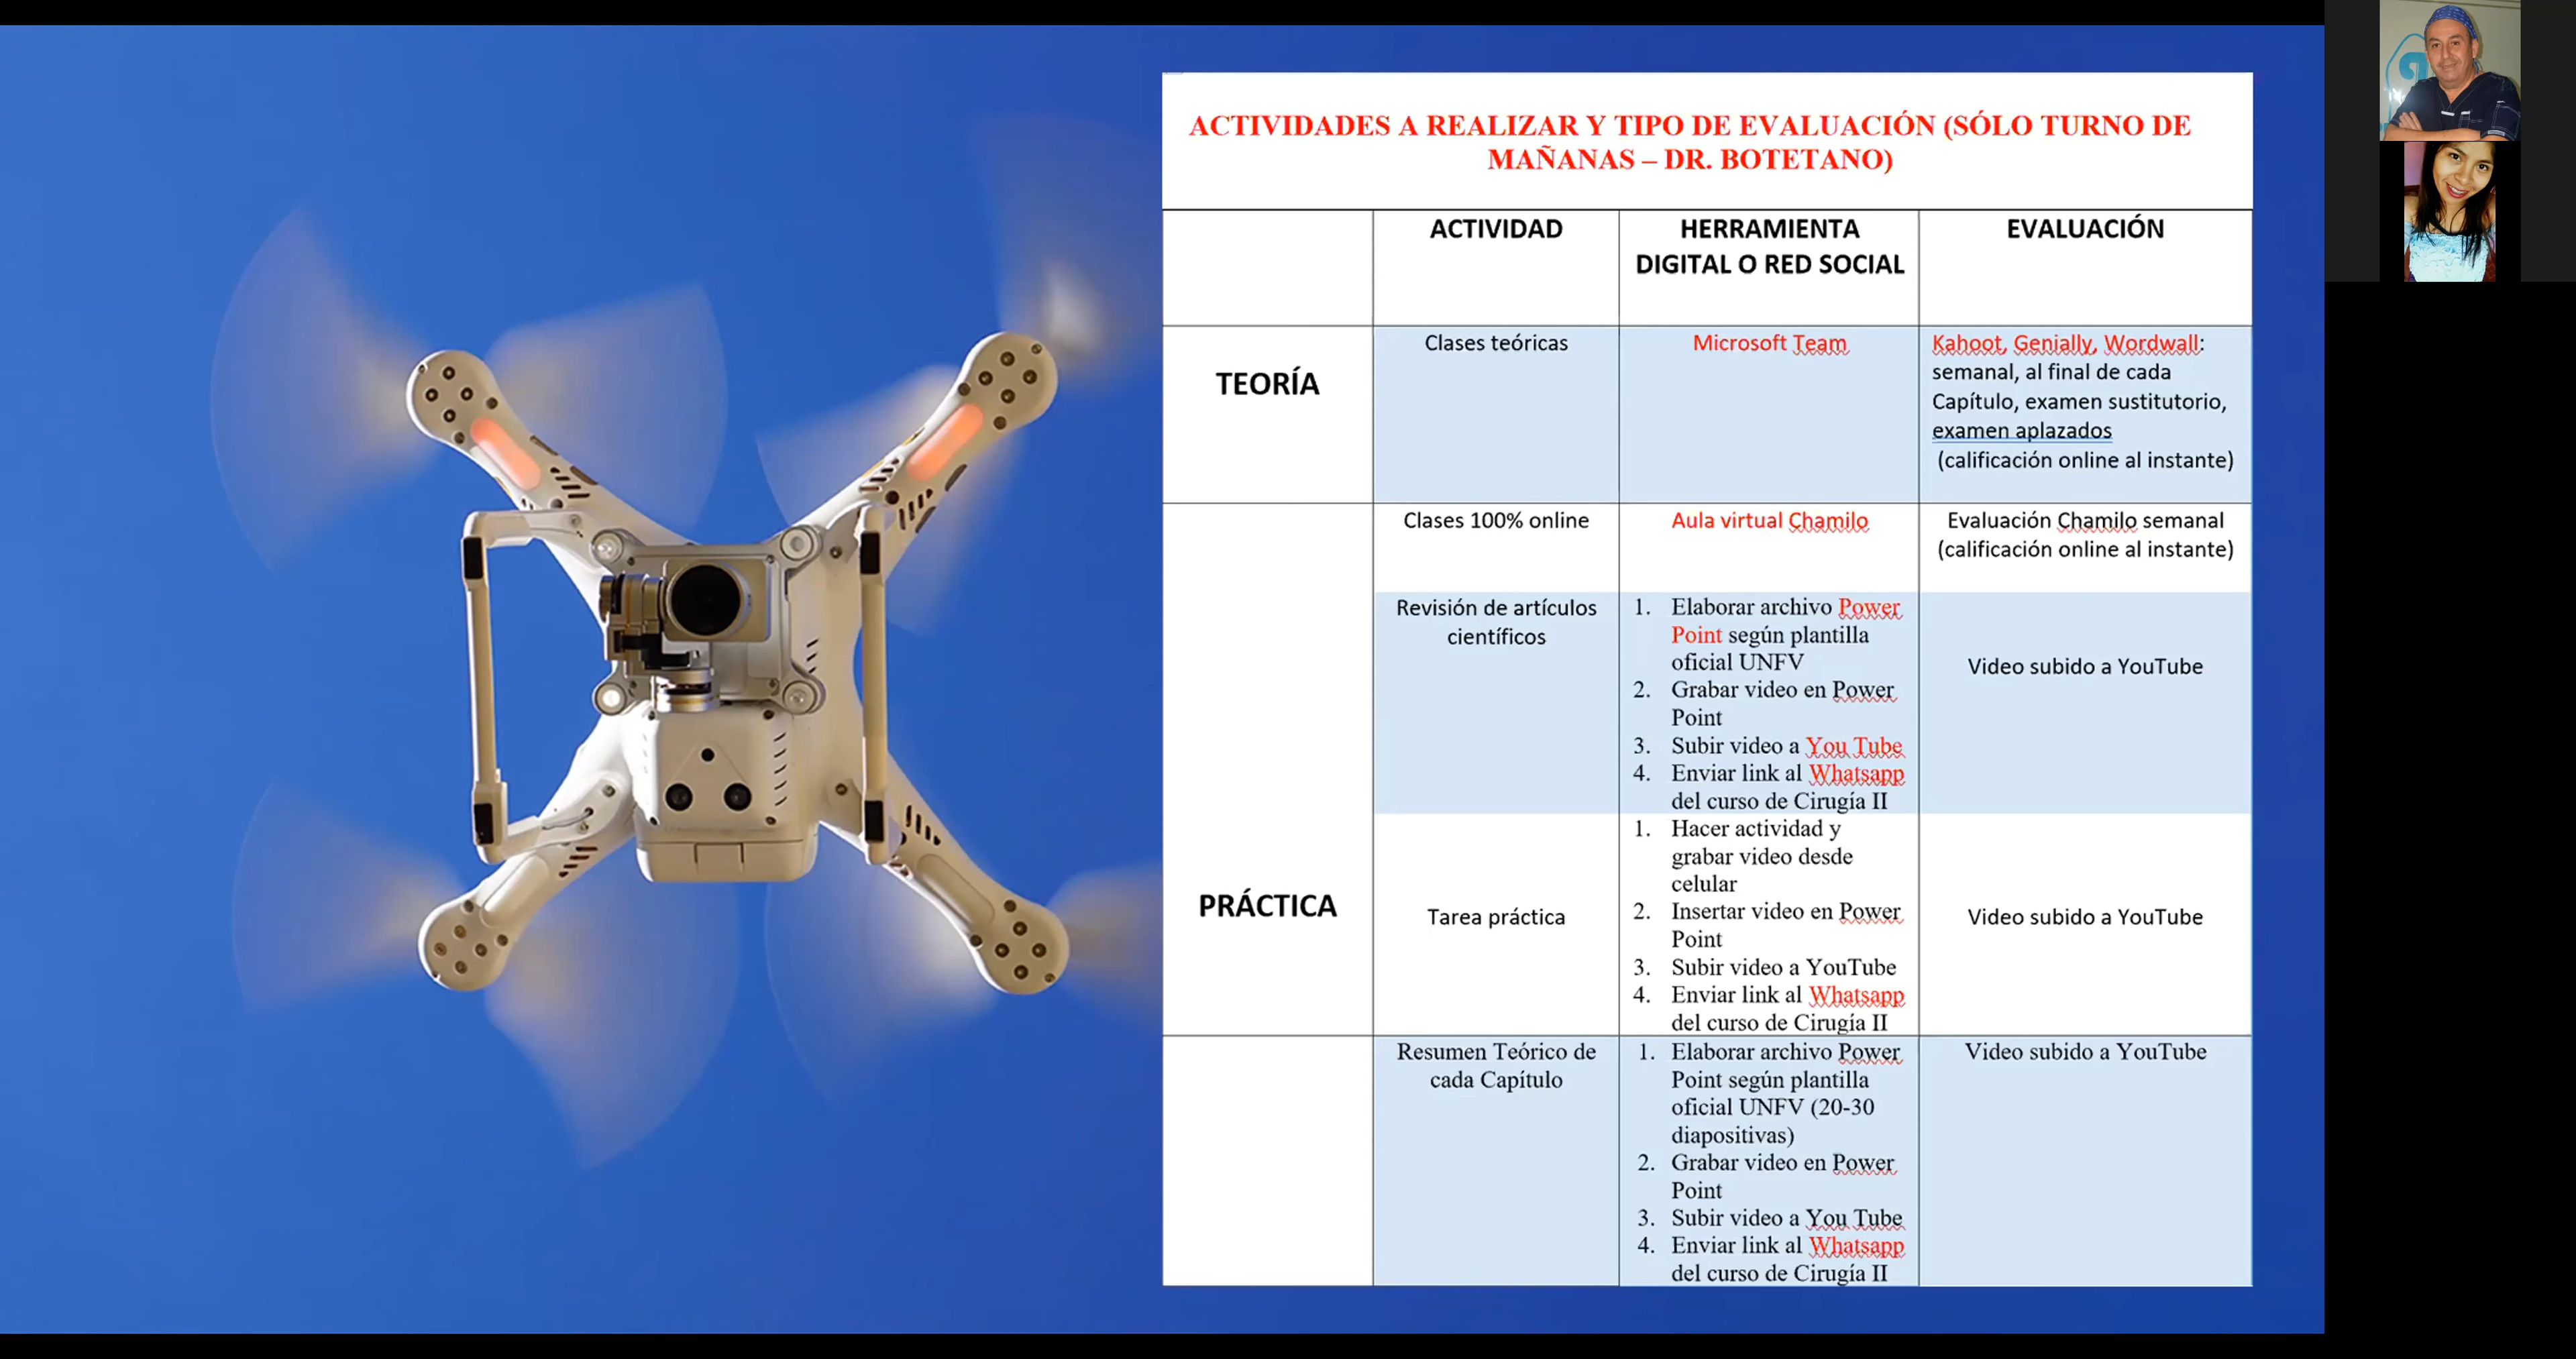 ACTIVIDADES A REALIZAR Y TIPO DE EVALUACIÓN (SÓLO TURNO DE
MAÑANAS – DR. BOTETANO)
ACTIVIDAD
HERRAMIENTA
DIGITAL O RED SOCIAL
EVALUACIÓN
TEORÍA
Clases teóricas
Microsoft Team
Kahoot, Genially, Wordwall:
semanal, al final de cada
Capítulo, examen sustitutorio,
examen aplazados
(calificación online al instante)
PRÁCTICA
Clases 100% online
Aula virtual Chamilo
Evaluación Chamilo semanal
(calificación online al instante)
Revisión de artículos
científicos
1. Elaborar archivo Power
Point según plantilla
oficial UNFV
2. Grabar video en Power
Point
3. Subir video a You Tube
4. Enviar link al Whatsapp
del curso de Cirugía II
Video subido a YouTube
Tarea práctica
1. Hacer actividad y
grabar video desde
celular
2. Insertar video en Power
Point
3. Subir video a YouTube
4. Enviar link al Whatsapp
del curso de Cirugía II
Video subido a YouTube
Resumen Teórico de
cada Capítulo
1. Elaborar archivo Power
Point según plantilla
oficial UNFV (20-30
diapositivas)
2. Grabar video en Power
Point
3. Subir video a You Tube
4. Enviar link al Whatsapp
del curso de Cirugía II
Video subido a YouTube